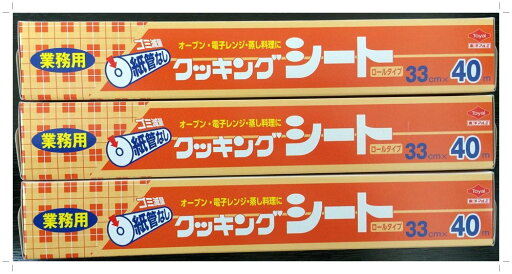 業務用
ゴミ減量
紙管なし
オーブン・電子レンジ・蒸し料理に
クッキングシート
ロールタイプ 33cm×40m
Toyal
業務用
ゴミ減量
紙管なし
オーブン・電子レンジ・蒸し料理に
クッキングシート
ロールタイプ 33cm×40m
Toyal
業務用
ゴミ減量
紙管なし
オーブン・電子レンジ・蒸し料理に
クッキングシート
ロールタイプ 33cm×40m
Toyal